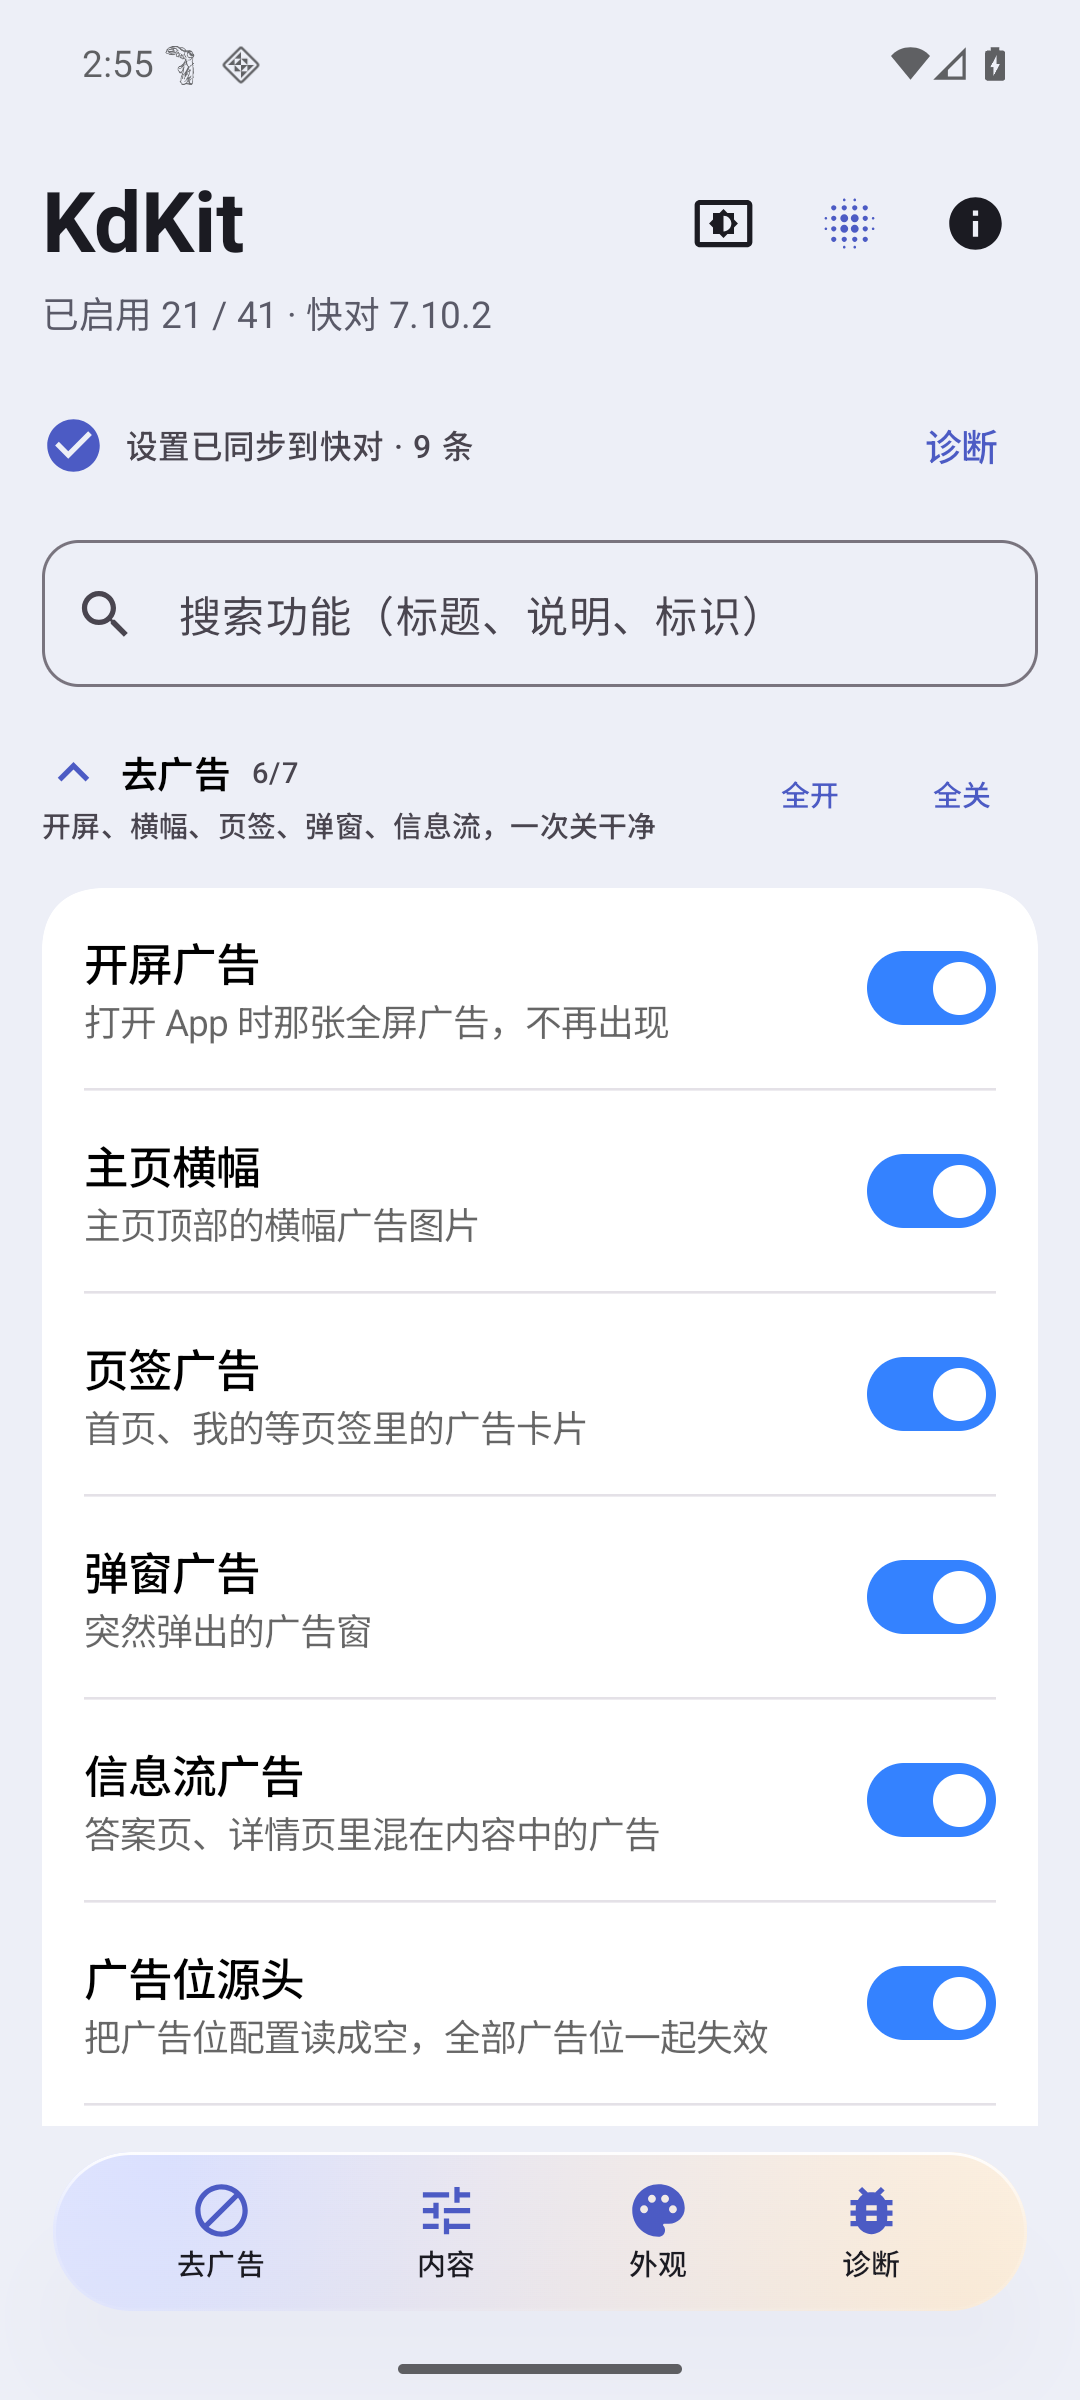 2:55
KdKit
已启用 21 / 41 · 快对 7.10.2
设置已同步到快对 · 9 条
诊断
搜索功能（标题、说明、标识）
去广告 6/7
全开
全关
开屏、横幅、页签、弹窗、信息流，一次关干净
开屏广告
打开 App 时那张全屏广告，不再出现
主页横幅
主页顶部的横幅广告图片
页签广告
首页、我的等页签里的广告卡片
弹窗广告
突然弹出的广告窗
信息流广告
答案页、详情页里混在内容中的广告
广告位源头
把广告位配置读成空，全部广告位一起失效
去广告
内容
外观
诊断